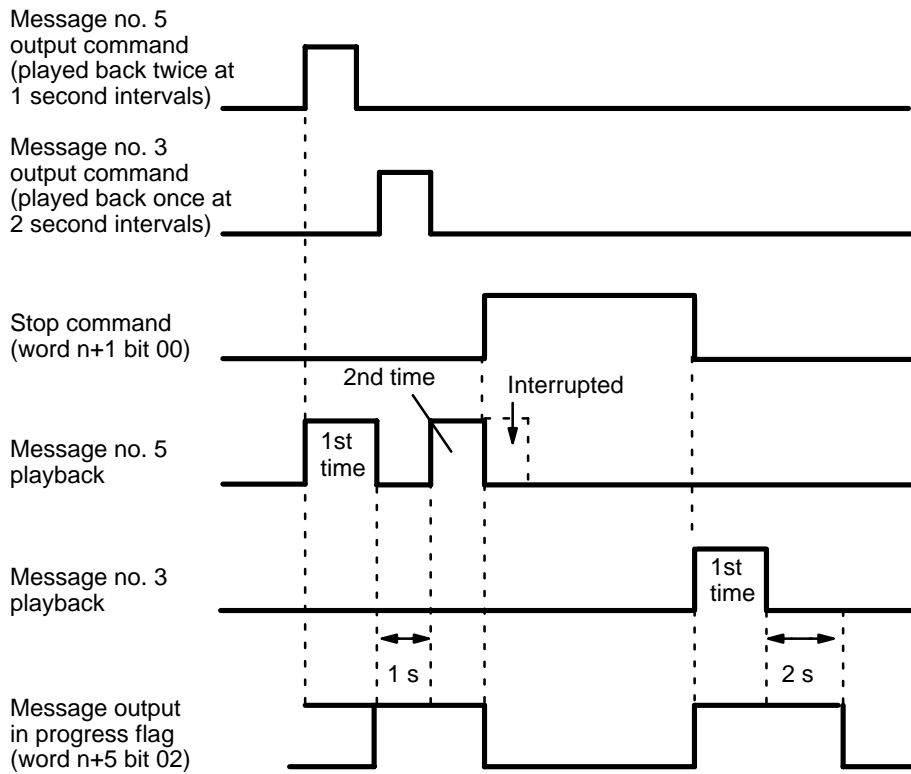 Message no. 5
output command
(played back twice at
1 second intervals)
Message no. 3
output command
(played back once at
2 second intervals)
Stop command
(word n+1 bit 00)
2nd time
Interrupted
Message no. 5
playback
1st
time
Message no. 3
playback
1st
time
1 s
2 s
Message output
in progress flag
(word n+5 bit 02)